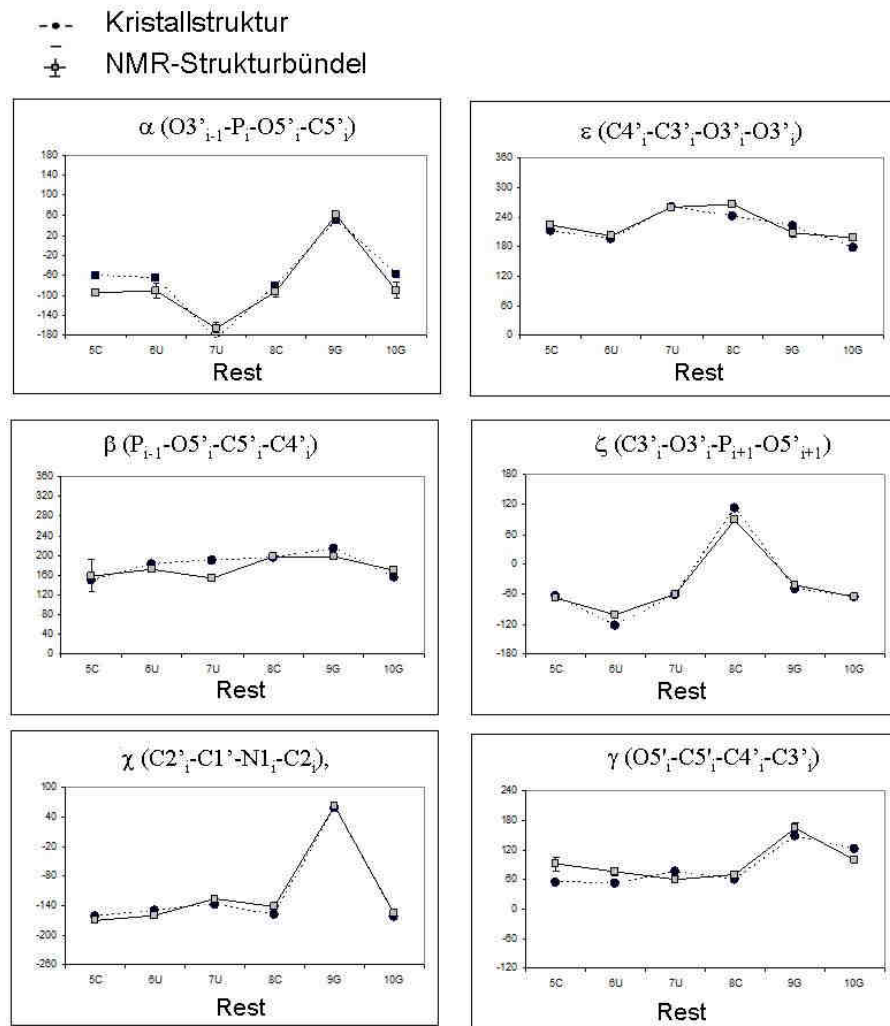 Kristallstruktur
NMR-Strukturbündel
α (O3'i-1-Pi-O5'i-C5'i)
180
140
100
60
20
-20
-60
-100
-140
-180
5C 6U 7U 8C 9G 10G
Rest
ε (C4'i-C3'i-O3'i-O3'i)
360
300
240
180
120
60
0
5C 6U 7U 8C 9G 10G
Rest
β (Pi-1-O5'i-C5'i-C4'i)
360
320
280
240
200
160
120
80
40
0
5C 6U 7U 8C 9G 10G
Rest
ζ (C3'i-O3'i-Pi+1-O5'i+1)
180
120
60
0
-60
-120
-180
5C 6U 7U 8C 9G 10G
Rest
χ (C2'i-C1'-N1i-C2i),
100
40
-20
-80
-140
-200
-260
5C 6U 7U 8C 9G 10G
Rest
γ (O5'i-C5'i-C4'i-C3'i)
240
180
120
60
0
-60
-120
5C 6U 7U 8C 9G 10G
Rest